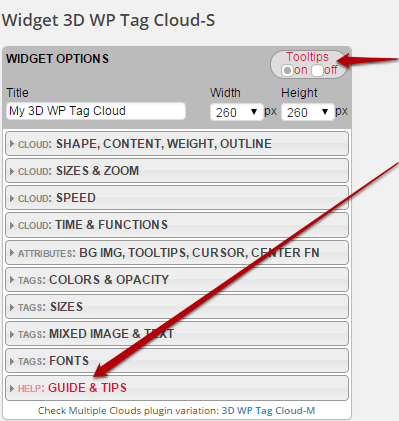 Widget 3D WP Tag Cloud-S
WIDGET OPTIONS
Tooltips
on off
Title Width Height
My 3D WP Tag Cloud 260 px 260 px
CLOUD: SHAPE, CONTENT, WEIGHT, OUTLINE
CLOUD: SIZES & ZOOM
CLOUD: SPEED
CLOUD: TIME & FUNCTIONS
ATTRIBUTES: BG IMG, TOOLTIPS, CURSOR, CENTER FN
TAGS: COLORS & OPACITY
TAGS: SIZES
TAGS: MIXED IMAGE & TEXT
TAGS: FONTS
HELP: GUIDE & TIPS
Check Multiple Clouds plugin variation: 3D WP Tag Cloud-M